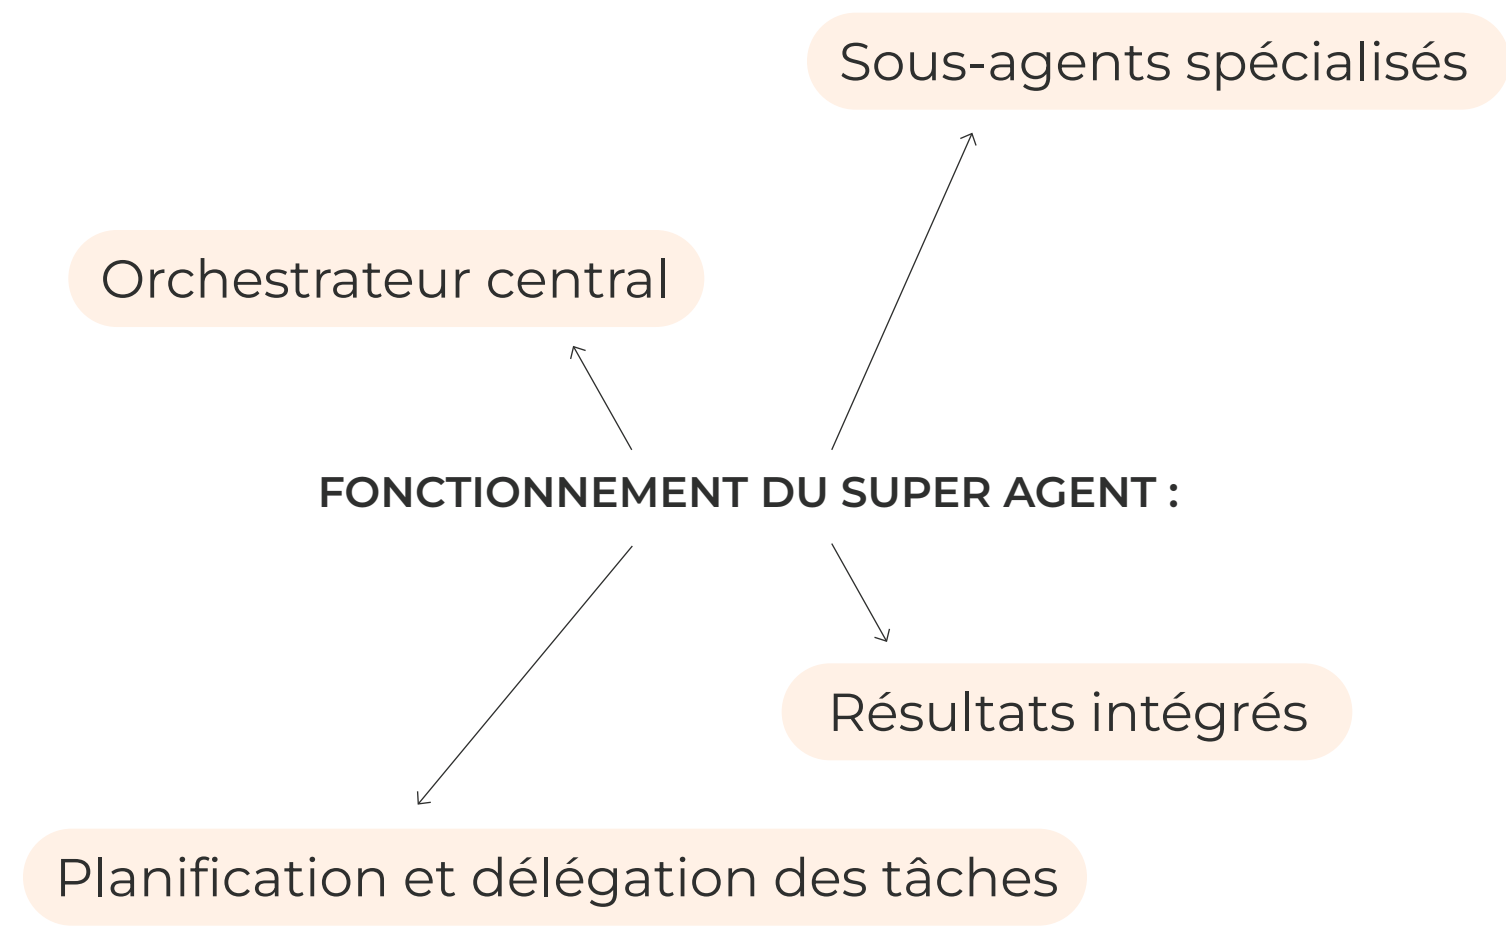 Sous-agents spécialisés
Orchestrateur central
FONCTIONNEMENT DU SUPER AGENT :
Résultats intégrés
Planification et délégation des tâches